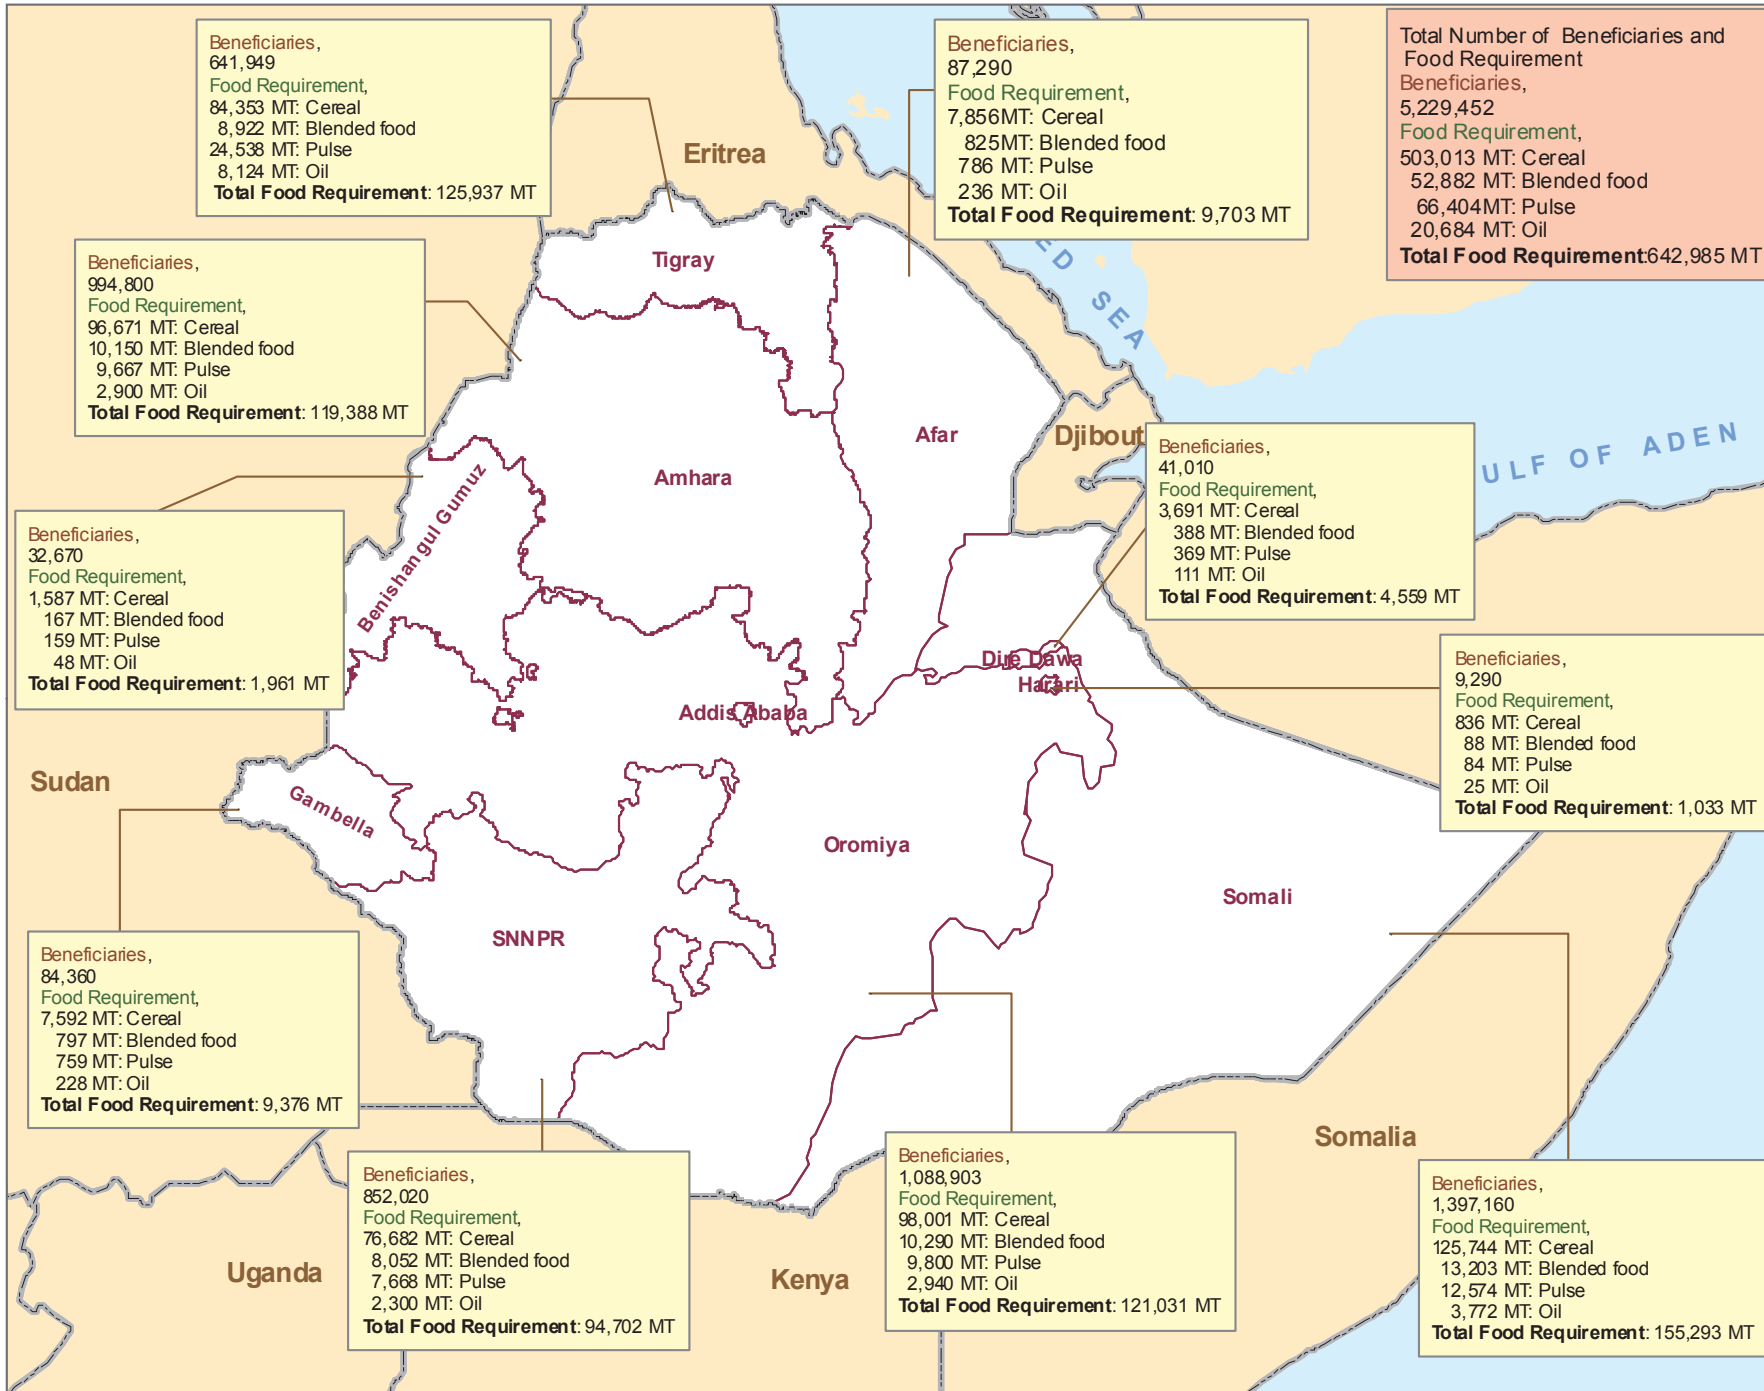 Beneficiaries,
641,949
Food Requirement,
84,353 MT: Cereal
8,922 MT: Blended food
24,538 MT: Pulse
8,124 MT: Oil
Total Food Requirement: 125,937 MT
Beneficiaries,
87,290
Food Requirement,
7,856MT: Cereal
825MT: Blended food
786 MT: Pulse
236 MT: Oil
Total Food Requirement: 9,703 MT
Total Number of Beneficiaries and
Food Requirement
Beneficiaries,
5,229,452
Food Requirement,
503,013 MT: Cereal
52,882 MT: Blended food
66,404MT: Pulse
20,684 MT: Oil
Total Food Requirement:642,985 MT
Eritrea
ED SEA
Beneficiaries,
994,800
Food Requirement,
96,671 MT: Cereal
10,150 MT: Blended food
9,667 MT: Pulse
2,900 MT: Oil
Total Food Requirement: 119,388 MT
Tigray
Afar
Amhara
Djibout
ULF OF ADEN
Beneficiaries,
41,010
Food Requirement,
3,691 MT: Cereal
388 MT: Blended food
369 MT: Pulse
111 MT: Oil
Total Food Requirement: 4,559 MT
Beneficiaries,
32,670
Food Requirement,
1,587 MT: Cereal
167 MT: Blended food
159 MT: Pulse
48 MT: Oil
Total Food Requirement: 1,961 MT
Benishangul Gumuz
Dire Dawa
Harari
Addis Ababa
Beneficiaries,
9,290
Food Requirement,
836 MT: Cereal
88 MT: Blended food
84 MT: Pulse
25 MT: Oil
Total Food Requirement: 1,033 MT
Sudan
Gambella
Oromiya
Somali
SNNPR
Beneficiaries,
84,360
Food Requirement,
7,592 MT: Cereal
797 MT: Blended food
759 MT: Pulse
228 MT: Oil
Total Food Requirement: 9,376 MT
Somalia
Beneficiaries,
852,020
Food Requirement,
76,682 MT: Cereal
8,052 MT: Blended food
7,668 MT: Pulse
2,300 MT: Oil
Total Food Requirement: 94,702 MT
Beneficiaries,
1,088,903
Food Requirement,
98,001 MT: Cereal
10,290 MT: Blended food
9,800 MT: Pulse
2,940 MT: Oil
Total Food Requirement: 121,031 MT
Beneficiaries,
1,397,160
Food Requirement,
125,744 MT: Cereal
13,203 MT: Blended food
12,574 MT: Pulse
3,772 MT: Oil
Total Food Requirement: 155,293 MT
Uganda
Kenya